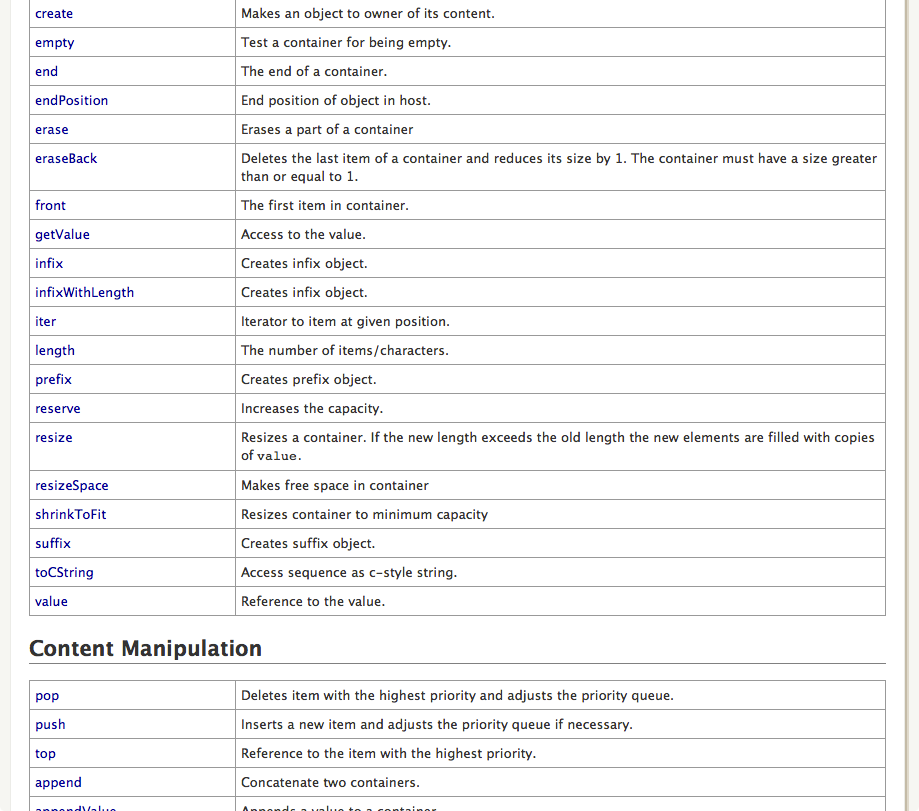 create Makes an object to owner of its content.
empty Test a container for being empty.
end The end of a container.
endPosition End position of object in host.
erase Erases a part of a container
eraseBack Deletes the last item of a container and reduces its size by 1. The container must have a size greater
than or equal to 1.
front The first item in container.
getValue Access to the value.
infix Creates infix object.
infixWithLength Creates infix object.
iter Iterator to item at given position.
length The number of items/characters.
prefix Creates prefix object.
reserve Increases the capacity.
resize Resizes a container. If the new length exceeds the old length the new elements are filled with copies
of value.
resizeSpace Makes free space in container
shrinkToFit Resizes container to minimum capacity
suffix Creates suffix object.
toCString Access sequence as c-style string.
value Reference to the value.
Content Manipulation
pop Deletes item with the highest priority and adjusts the priority queue.
push Inserts a new item and adjusts the priority queue if necessary.
top Reference to the item with the highest priority.
append Concatenate two containers.
appendValue Appends a value to a container.